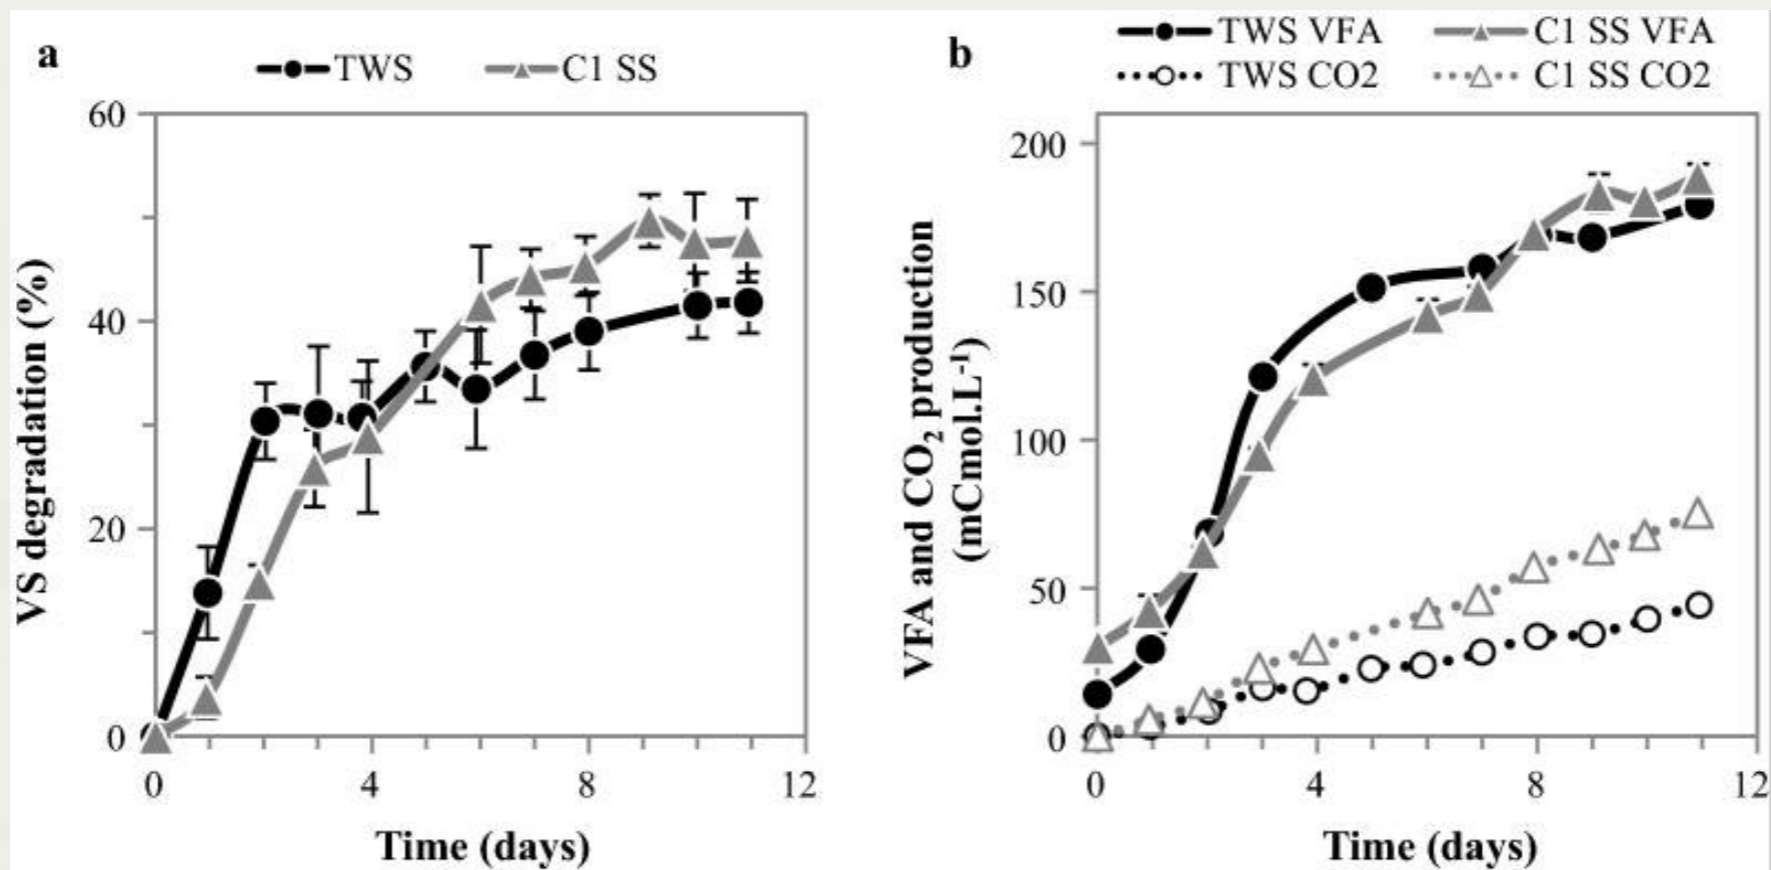 a
TWS C1 SS
60
40
20
0
0 4 8 12
VS degradation (%)
Time (days)
b
TWS VFA C1 SS VFA
TWS CO2 C1 SS CO2
200
150
100
50
0
0 4 8 12
VFA and CO₂ production
(mCmol.L⁻¹)
Time (days)